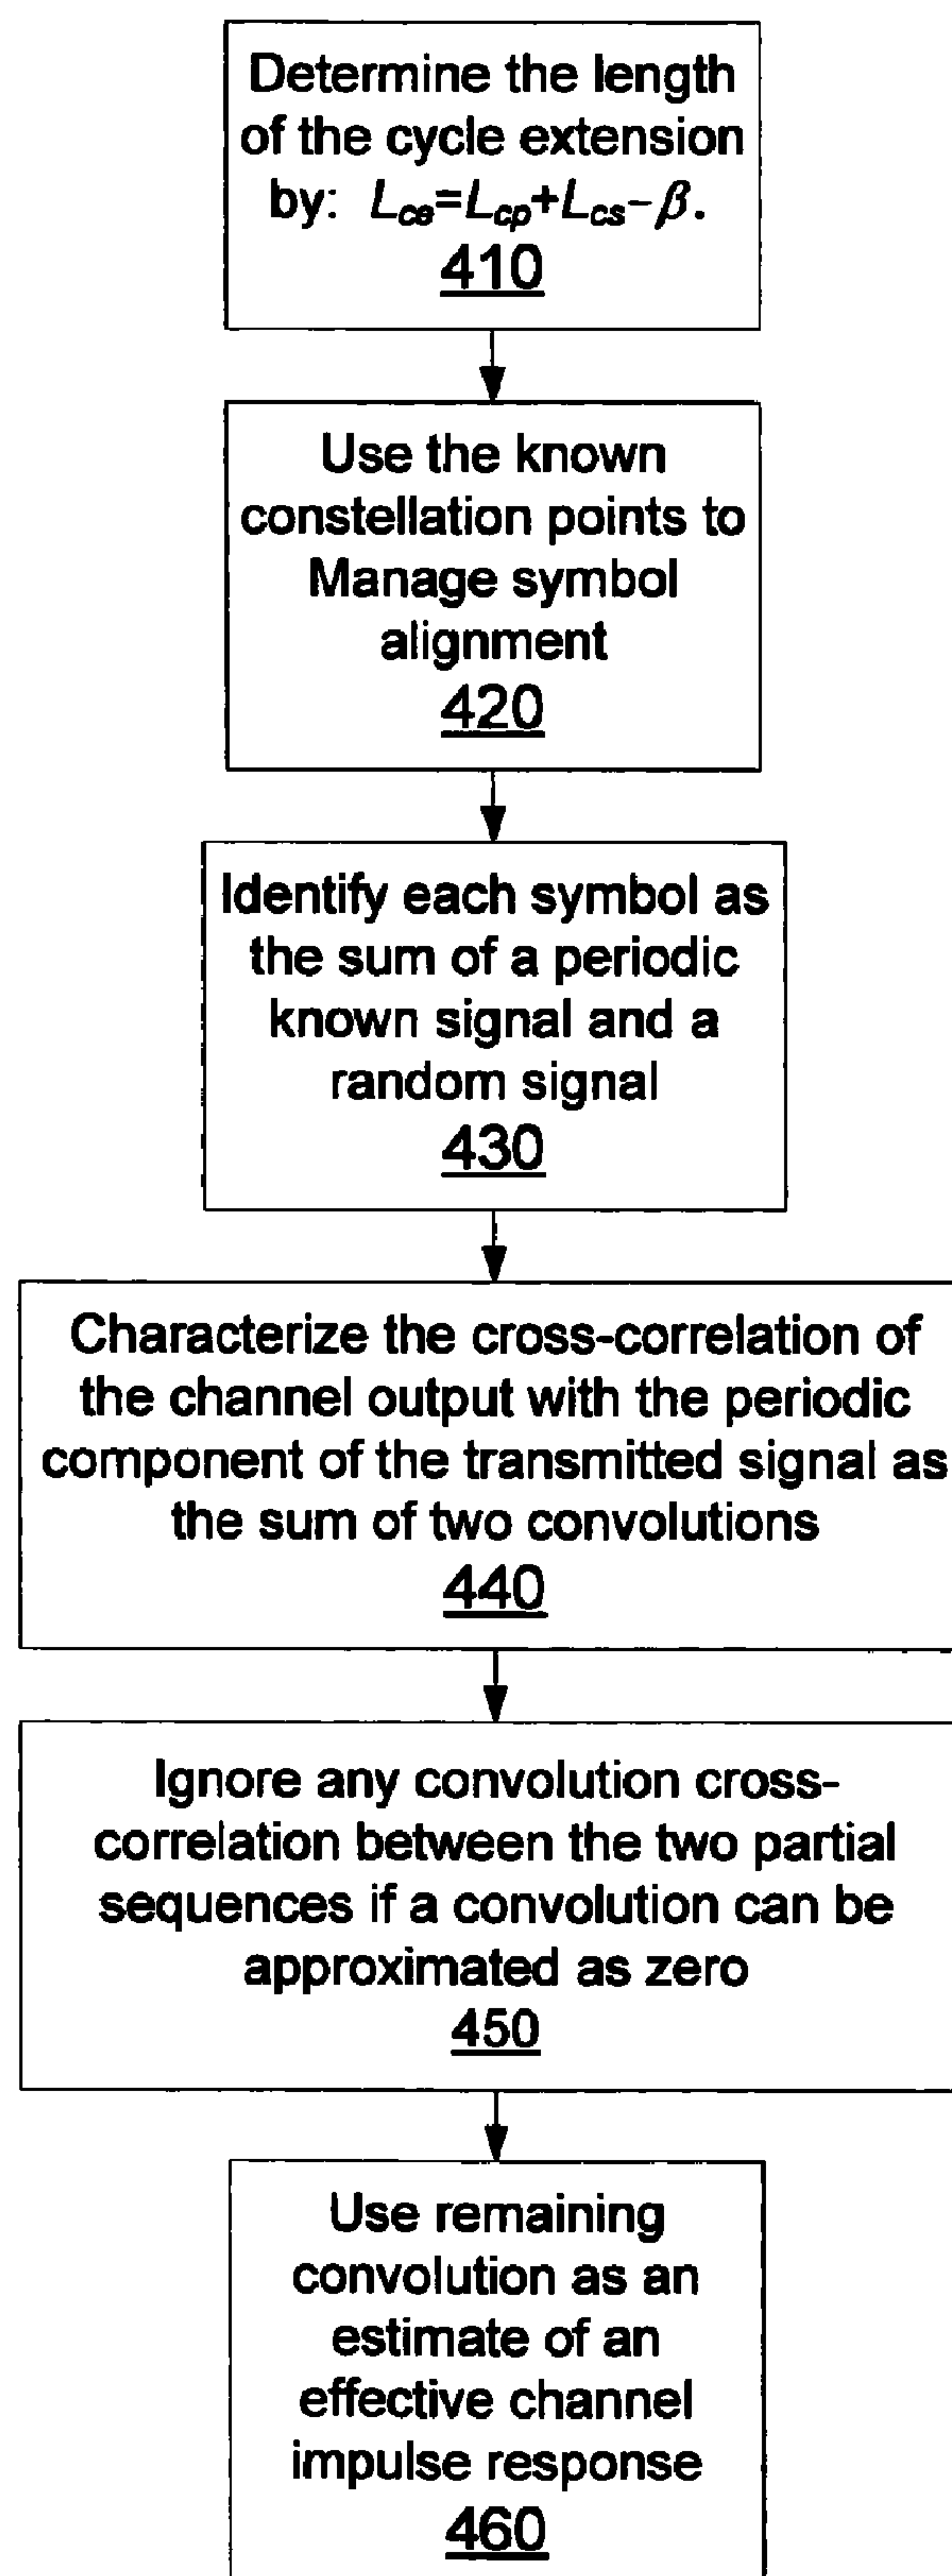 Determine the length
of the cycle extension
by: Lce=Lcp+Lcs-β.
410
Use the known
constellation points to
Manage symbol
alignment
420
Identify each symbol as
the sum of a periodic
known signal and a
random signal
430
Characterize the cross-correlation of
the channel output with the periodic
component of the transmitted signal as
the sum of two convolutions
440
Ignore any convolution cross-
correlation between the two partial
sequences if a convolution can be
approximated as zero
450
Use remaining
convolution as an
estimate of an
effective channel
impulse response
460